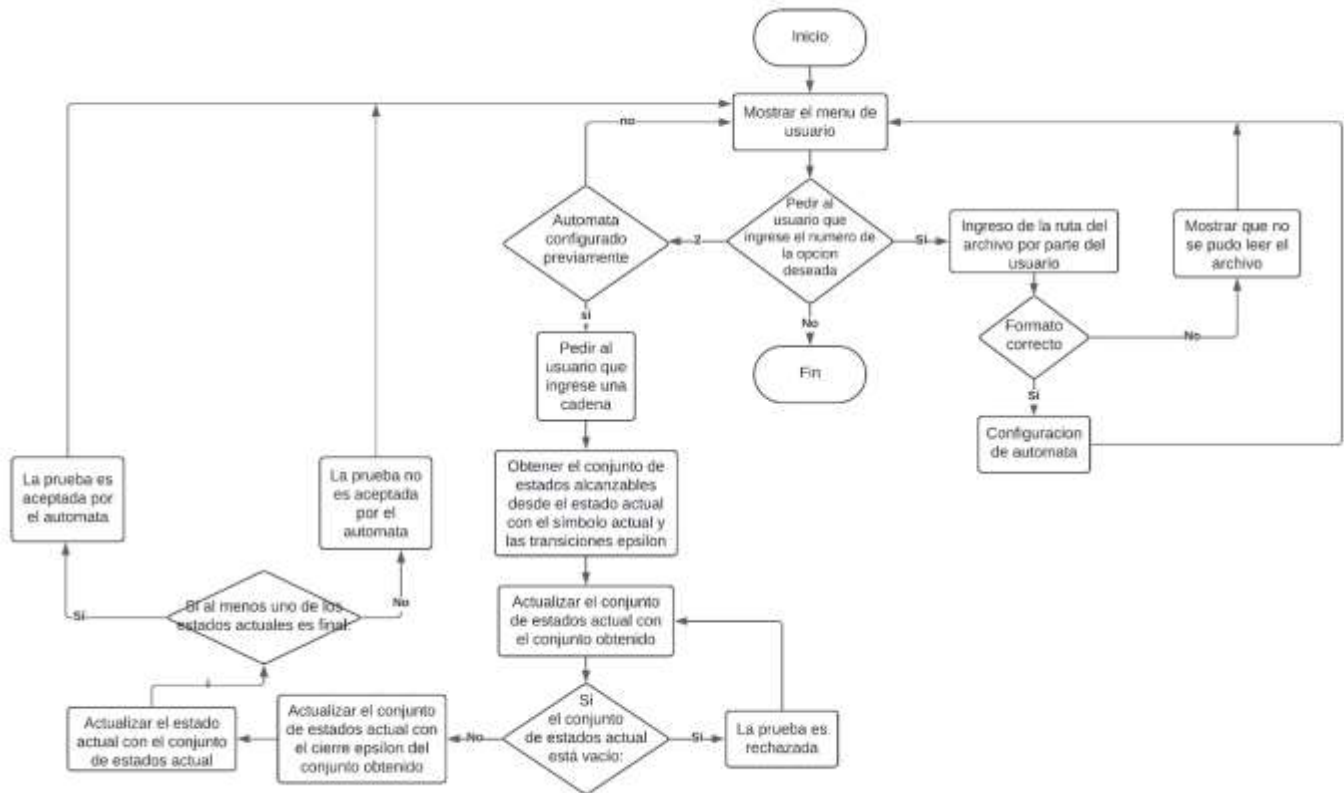 Inicio
Mostrar el menu de
usuario
no
Automata
configurado
previamente
2
Pedir al
usuario que
ingrese el numero de
la opcion
deseada
Si
Ingreso de la ruta del
archivo por parte del
usuario
Mostrar que no
se pudo leer el
archivo
si
No
Formato
correcto
No
Fin
Pedir al
usuario que
ingrese una
cadena
Si
Configuracion
de automata
La prueba es
aceptada por
el automata
La prueba no
es aceptada
por el
automata
Obtener el conjunto de
estados alcanzables
desde el estado actual
con el símbolo actual y
las transiciones epsilon
Si
Si al menos uno de los
estados actuales es final:
No
Actualizar el conjunto
de estados actual con
el conjunto obtenido
Actualizar el estado
actual con el conjunto
de estados actual
Actualizar el conjunto
de estados actual con
el cierre epsilon del
conjunto obtenido
No
Si
el conjunto
de estados actual
está vacío:
Si
La prueba es
rechazada